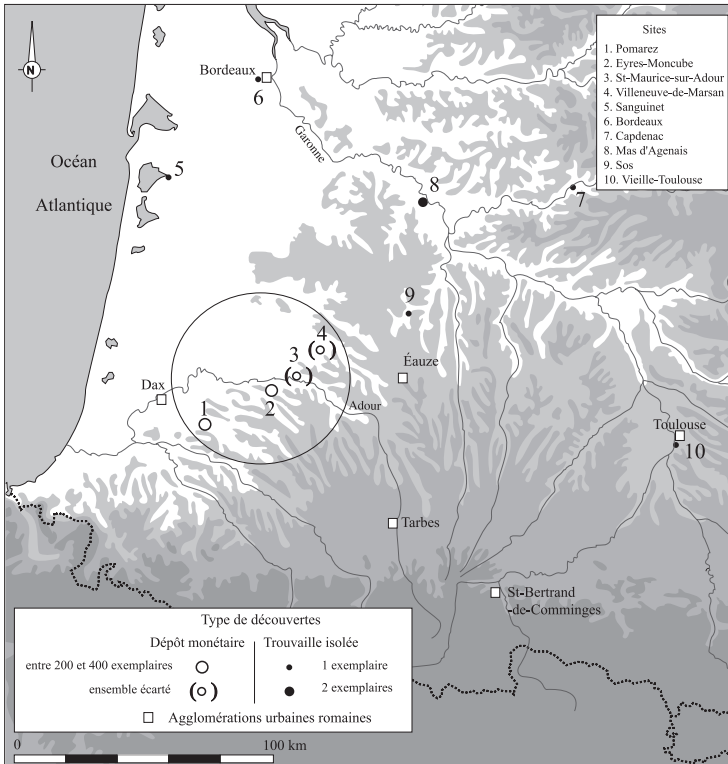 N
Océan
Atlantique
Bordeaux
6
Garonne
5
8
7
9
4
( )
3
( )
2
1
Dax
Adour
Éauze
Toulouse
10
Tarbes
St-Bertrand
-de-Comminges
Sites
1. Pomarez
2. Eyres-Moncube
3. St-Maurice-sur-Adour
4. Villeneuve-de-Marsan
5. Sanguinet
6. Bordeaux
7. Capdenac
8. Mas d'Agenais
9. Sos
10. Vieille-Toulouse
Type de découvertes
Dépôt monétaire Trouvaille isolée
entre 200 et 400 exemplaires 1 exemplaire
ensemble écarté ( ) 2 exemplaires
Agglomérations urbaines romaines
0 100 km